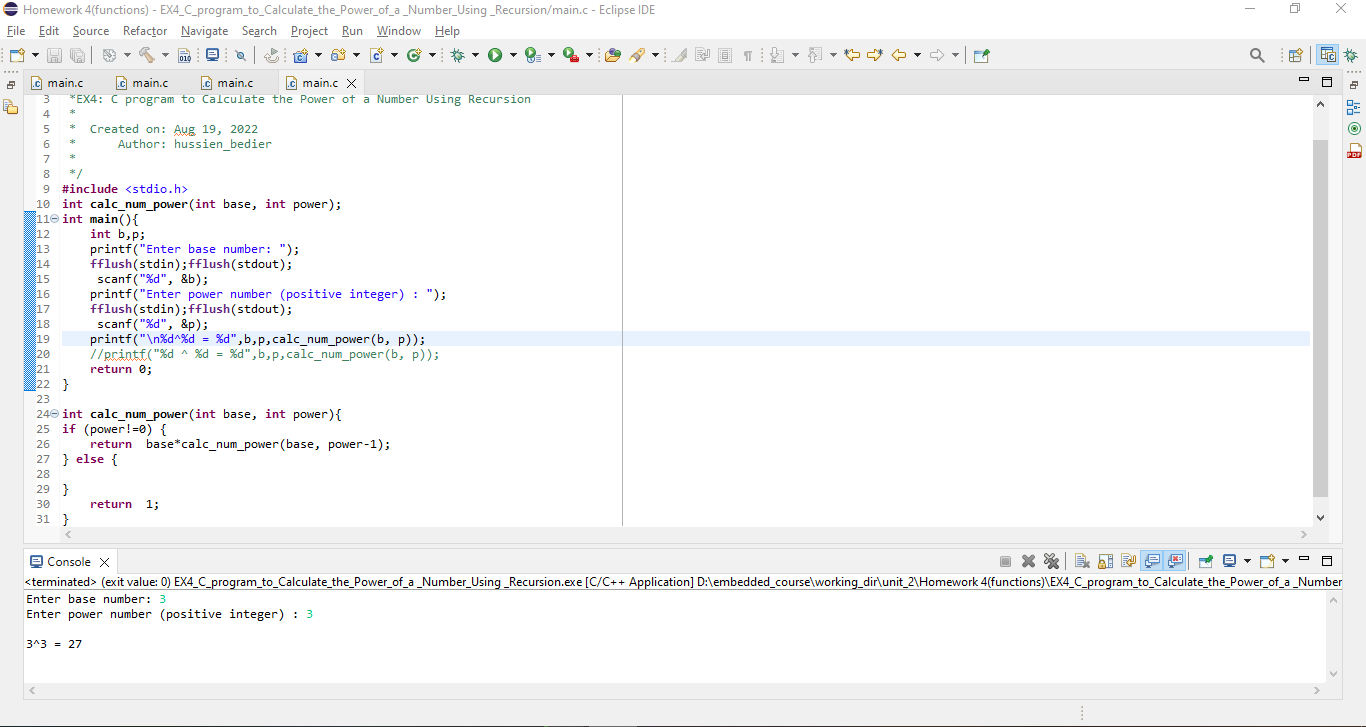 Homework 4(functions) - EX4_C_program_to_Calculate_the_Power_of_a _Number_Using _Recursion/main.c - Eclipse IDE
File Edit Source Refactor Navigate Search Project Run Window Help
main.c main.c main.c main.c
3 *EX4: C program to Calculate the Power of a Number Using Recursion
4 *
5 * Created on: Aug 19, 2022
6 * Author: hussien_bedier
7 *
8 */
9 #include <stdio.h>
10 int calc_num_power(int base, int power);
11 int main(){
12 int b,p;
13 printf("Enter base number: ");
14 fflush(stdin);fflush(stdout);
15 scanf("%d", &b);
16 printf("Enter power number (positive integer) : ");
17 fflush(stdin);fflush(stdout);
18 scanf("%d", &p);
19 printf("\n%d^%d = %d",b,p,calc_num_power(b, p));
20 //printf("%d ^ %d = %d",b,p,calc_num_power(b, p));
21 return 0;
22 }
23
24 int calc_num_power(int base, int power){
25 if (power!=0) {
26 return base*calc_num_power(base, power-1);
27 } else {
28
29 }
30 return 1;
31 }
Console
<terminated> (exit value: 0) EX4_C_program_to_Calculate_the_Power_of_a _Number_Using _Recursion.exe [C/C++ Application] D:\embedded_course\working_dir\unit_2\Homework 4(functions)\EX4_C_program_to_Calculate_the_Power_of_a _Number
Enter base number: 3
Enter power number (positive integer) : 3
3^3 = 27